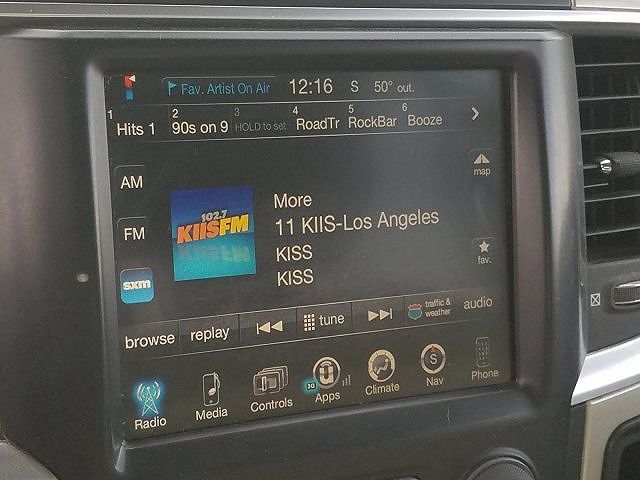 Fav. Artist On Air 12:16 S 50° out.
1 Hits 1 2 90s on 9 3 HOLD to set 4 RoadTr 5 RockBar 6 Booze
AM
map
102.7
KIISFM
More
11 KIIS-Los Angeles
FM
KISS
fav.
sxm
KISS
browse replay tune traffic & weather audio
Radio Media Controls 3G Apps Climate S Nav Phone